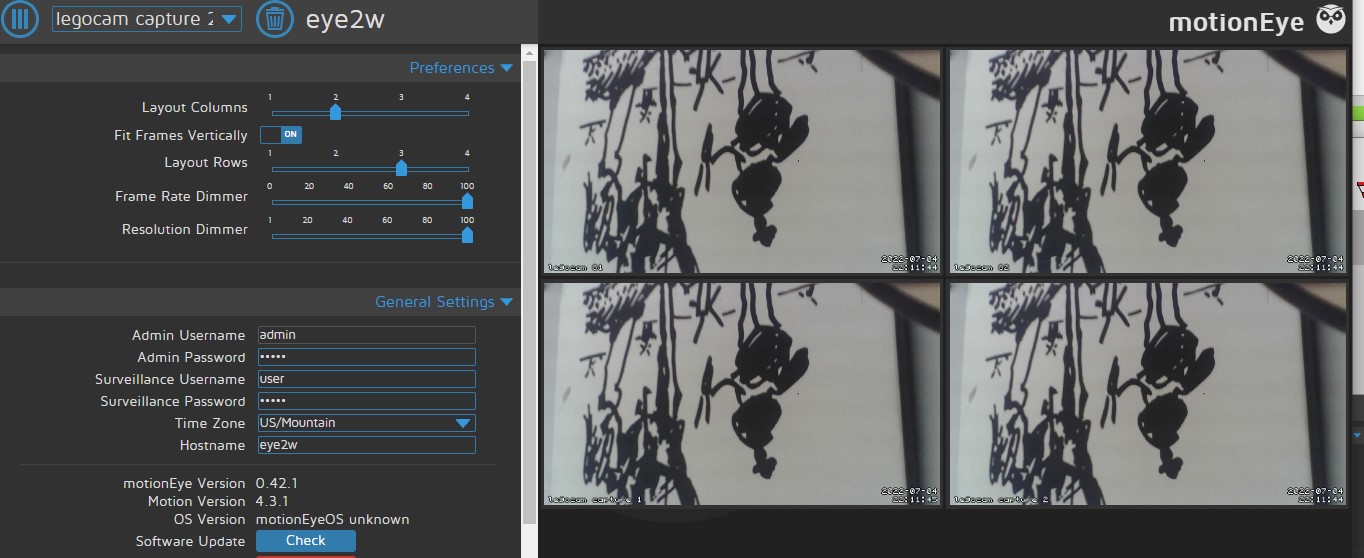 legocam capture 2
eye2w
motionEye
Preferences
Layout Columns
1 2 3 4
Fit Frames Vertically
ON
Layout Rows
1 2 3 4
Frame Rate Dimmer
0 20 40 60 80 100
Resolution Dimmer
1 20 40 60 80 100
General Settings
Admin Username admin
Admin Password •••••
Surveillance Username user
Surveillance Password •••••
Time Zone US/Mountain
Hostname eye2w
motionEye Version 0.42.1
Motion Version 4.3.1
OS Version motionEyeOS unknown
Software Update Check
legocam 01
2022-07-04
22:11:44
legocam 02
2022-07-04
22:11:44
legocam capture 1
2022-07-04
22:11:45
legocam capture 2
2022-07-04
22:11:44